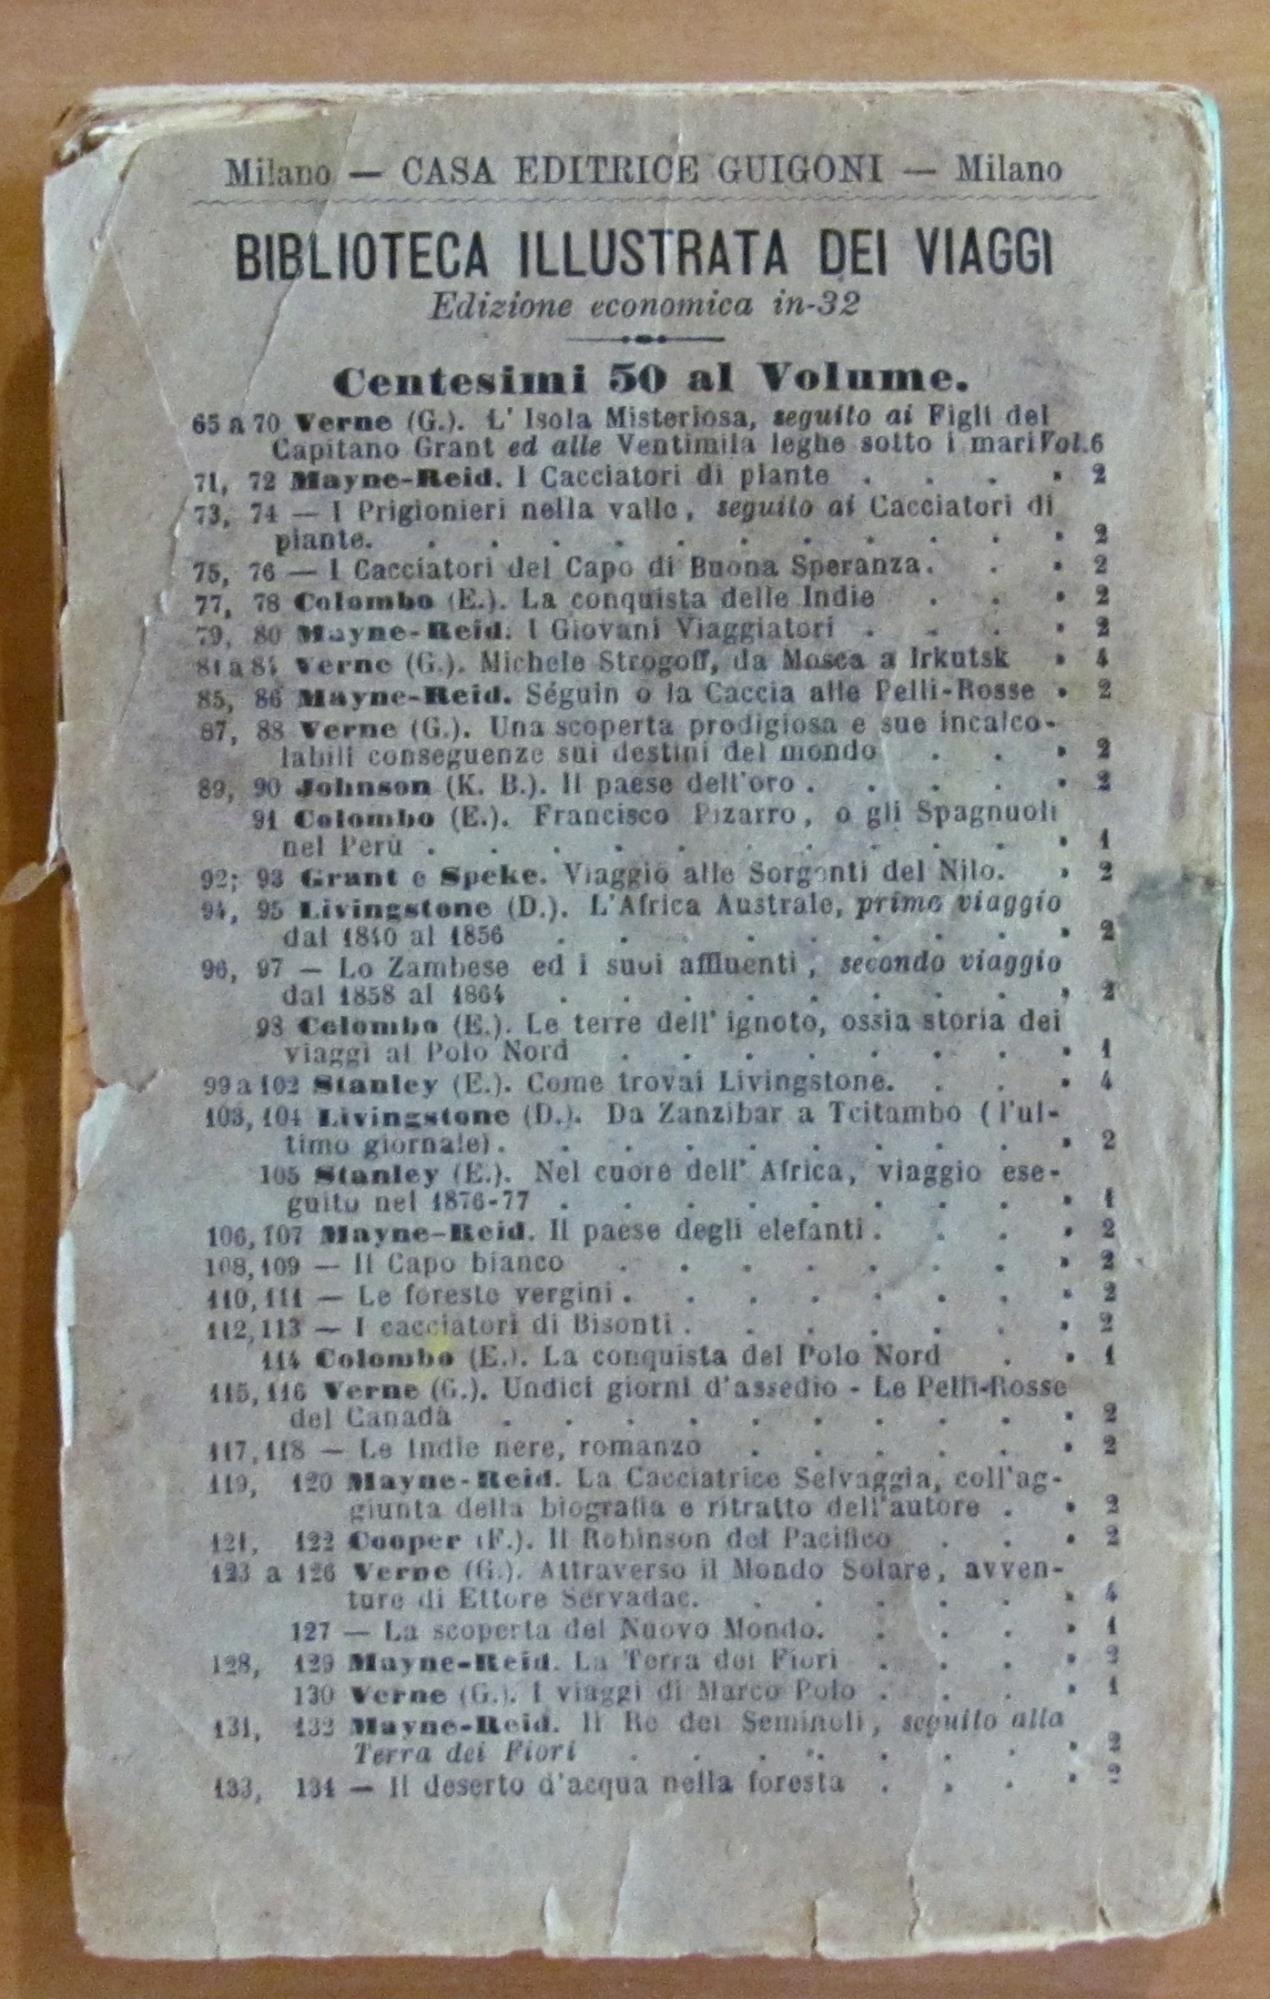 Milano — CASA EDITRICE GUIGONI — Milano
BIBLIOTECA ILLUSTRATA DEI VIAGGI
Edizione economica in-32
Centesimi 50 al Volume.
65 a 70 Verne (G.). L' Isola Misteriosa, seguito ai Figli del
Capitano Grant ed alle Ventimila leghe sotto i mari Vol. 6
71, 72 Mayne-Reid. I Cacciatori di piante . . . . » 2
73, 74 — I Prigionieri nella valle, seguito ai Cacciatori di
piante. . . . . . . . . . . . » 2
75, 76 — I Cacciatori del Capo di Buona Speranza. . » 2
77, 78 Colombo (E.). La conquista delle Indie . . » 2
79, 80 Mayne-Reid. I Giovani Viaggiatori . . . » 2
81 a 84 Verne (G.). Michele Strogoff, da Mosca a Irkutsk » 4
85, 86 Mayne-Reid. Séguin o la Caccia alle Pelli-Rosse » 2
87, 88 Verne (G.). Una scoperta prodigiosa e sue incalco-
labili conseguenze sui destini del mondo . . » 2
89, 90 Johnson (K. B.). Il paese dell'oro . . . . » 2
91 Colombo (E.). Francisco Pizarro, o gli Spagnuoli
nel Perù . . . . . . . . . . » 1
92, 93 Grant e Speke. Viaggio alle Sorgenti del Nilo. » 2
94, 95 Livingstone (D.). L'Africa Australe, primo viaggio
dal 1840 al 1856 . . . . . . . . » 2
96, 97 — Lo Zambese ed i suoi affluenti, secondo viaggio
dal 1858 al 1864 . . . . . . . . » 2
98 Colombo (E.). Le terre dell' ignoto, ossia storia dei
viaggi al Polo Nord . . . . . . . » 1
99 a 102 Stanley (E.). Come trovai Livingstone. . . » 4
103, 104 Livingstone (D.). Da Zanzibar a Tcitambo (l'ul-
timo giornale). . . . . . . . . » 2
105 Stanley (E.). Nel cuore dell' Africa, viaggio ese-
guito nel 1876-77 . . . . . . . . » 1
106, 107 Mayne-Reid. Il paese degli elefanti . . . » 2
108, 109 — Il Capo bianco . . . . . . . » 2
110, 111 — Le foreste vergini . . . . . . . » 2
112, 113 — I cacciatori di Bisonti . . . . . . » 2
114 Colombo (E.). La conquista del Polo Nord . » 1
115, 116 Verne (G.). Undici giorni d'assedio - Le Pelli-Rosse
del Canadà . . . . . . . . . » 2
117, 118 — Le Indie nere, romanzo . . . . . » 2
119, 120 Mayne-Reid. La Cacciatrice Selvaggia, coll'ag-
giunta della biografia e ritratto dell'autore . » 2
121, 122 Cooper (F.). Il Robinson del Pacifico . . » 2
123 a 126 Verne (G.). Attraverso il Mondo Solare, avven-
ture di Ettore Servadac. . . . . . » 4
127 — La scoperta del Nuovo Mondo. . . . » 1
128, 129 Mayne-Reid. La Terra dei Fiori . . . » 2
130 Verne (G.). I viaggi di Marco Polo . . . » 1
131, 132 Mayne-Reid. Il Re dei Seminoli, seguito alla
Terra dei Fiori . . . . . . . » 2
133, 134 — Il deserto d'acqua nella foresta . . . » 2